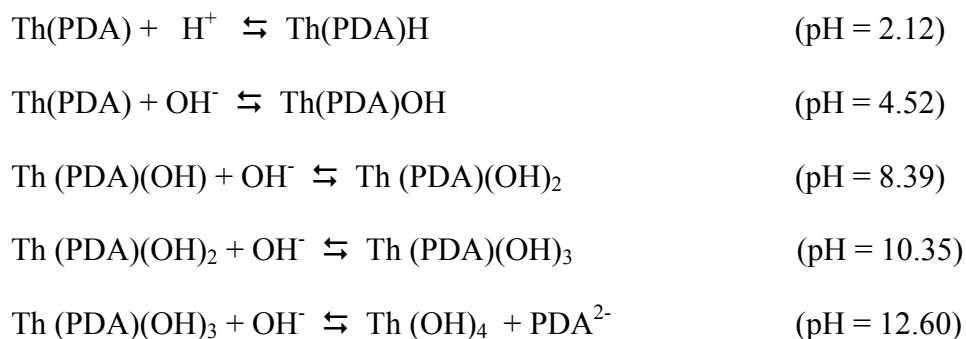 Th(PDA) + H⁺ ⇆ Th(PDA)H (pH = 2.12)
Th(PDA) + OH⁻ ⇆ Th(PDA)OH (pH = 4.52)
Th (PDA)(OH) + OH⁻ ⇆ Th (PDA)(OH)₂ (pH = 8.39)
Th (PDA)(OH)₂ + OH⁻ ⇆ Th (PDA)(OH)₃ (pH = 10.35)
Th (PDA)(OH)₃ + OH⁻ ⇆ Th (OH)₄ + PDA²⁻ (pH = 12.60)